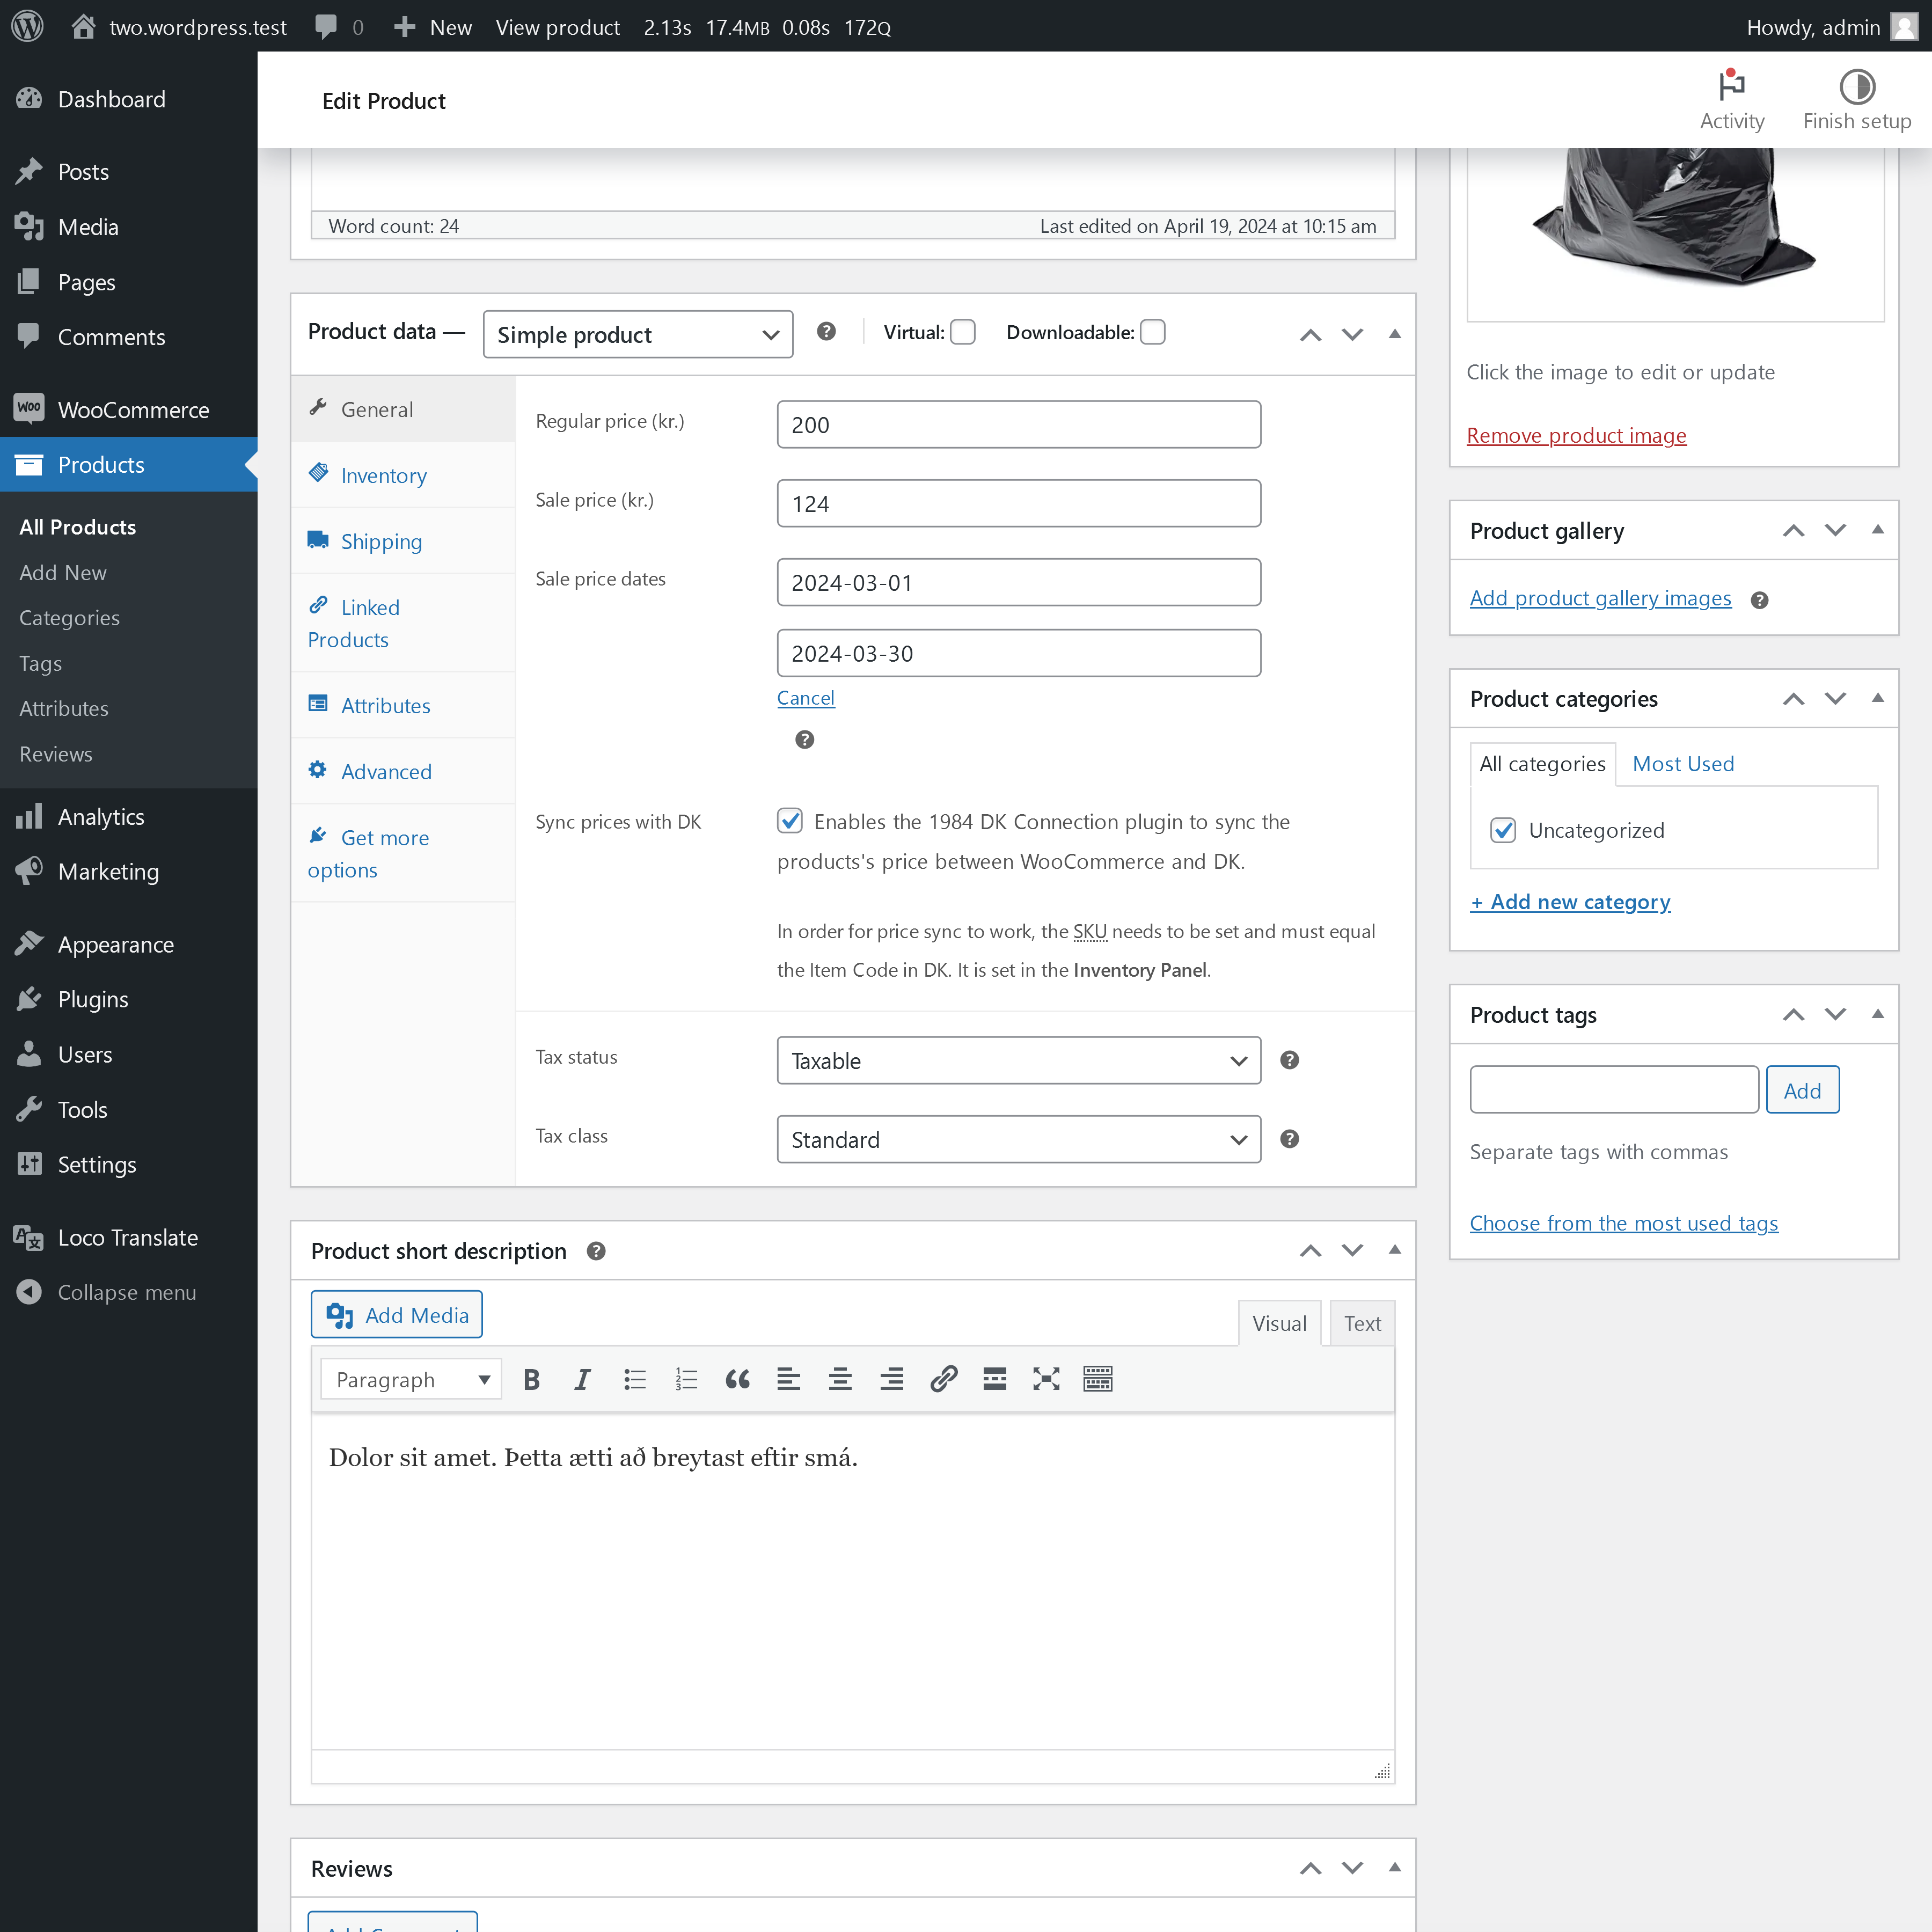 two.wordpress.test 0 New View product 2.13s 17.4MB 0.08s 172Q Howdy, admin
Dashboard
Posts
Media
Pages
Comments
WOO WooCommerce
Products
All Products
Add New
Categories
Tags
Attributes
Reviews
Analytics
Marketing
Appearance
Plugins
Users
Tools
Settings
Loco Translate
Collapse menu
Edit Product
Activity
Finish setup
Word count: 24 Last edited on April 19, 2024 at 10:15 am
Product data — Simple product Virtual: Downloadable:
General
Inventory
Shipping
Linked
Products
Attributes
Advanced
Get more
options
Regular price (kr.) 200
Sale price (kr.) 124
Sale price dates 2024-03-01
2024-03-30
Cancel
Sync prices with DK Enables the 1984 DK Connection plugin to sync the
products's price between WooCommerce and DK.
In order for price sync to work, the SKU needs to be set and must equal
the Item Code in DK. It is set in the Inventory Panel.
Tax status Taxable
Tax class Standard
Product short description
Add Media
Visual Text
Paragraph
Dolor sit amet. Þetta ætti að breytast eftir smá.
Reviews
Click the image to edit or update
Remove product image
Product gallery
Add product gallery images
Product categories
All categories Most Used
Uncategorized
+ Add new category
Product tags
Add
Separate tags with commas
Choose from the most used tags